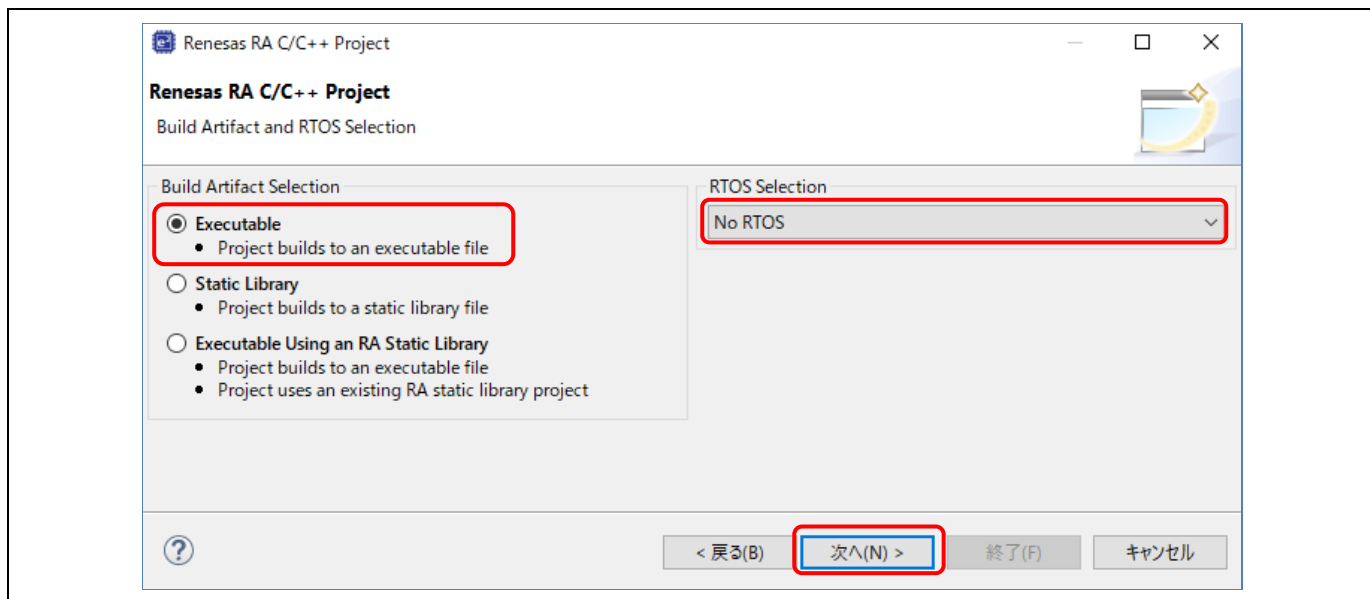 Renesas RA C/C++ Project
Renesas RA C/C++ Project
Build Artifact and RTOS Selection
Build Artifact Selection
Executable
• Project builds to an executable file
Static Library
• Project builds to a static library file
Executable Using an RA Static Library
• Project builds to an executable file
• Project uses an existing RA static library project
RTOS Selection
No RTOS
?
< 戻る(B)
次へ(N) >
終了(F)
キャンセル